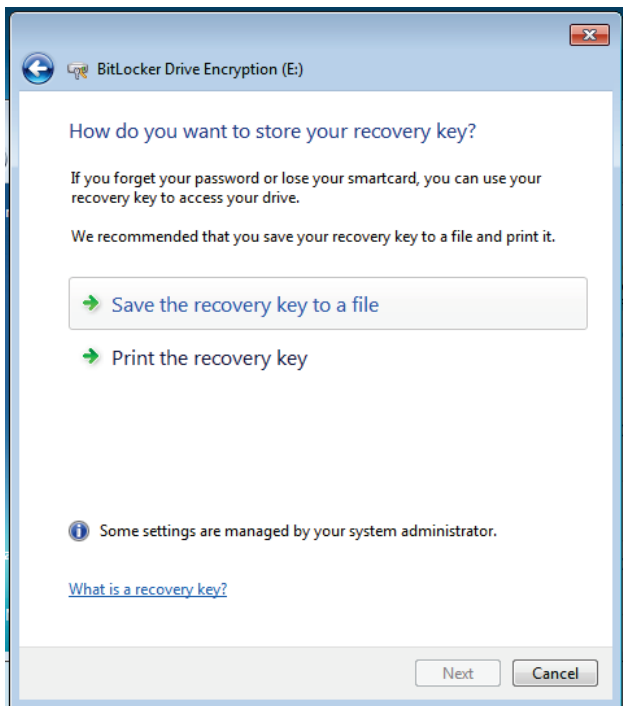 BitLocker Drive Encryption (E:)
How do you want to store your recovery key?
If you forget your password or lose your smartcard, you can use your
recovery key to access your drive.
We recommended that you save your recovery key to a file and print it.
Save the recovery key to a file
Print the recovery key
Some settings are managed by your system administrator.
What is a recovery key?
Next Cancel